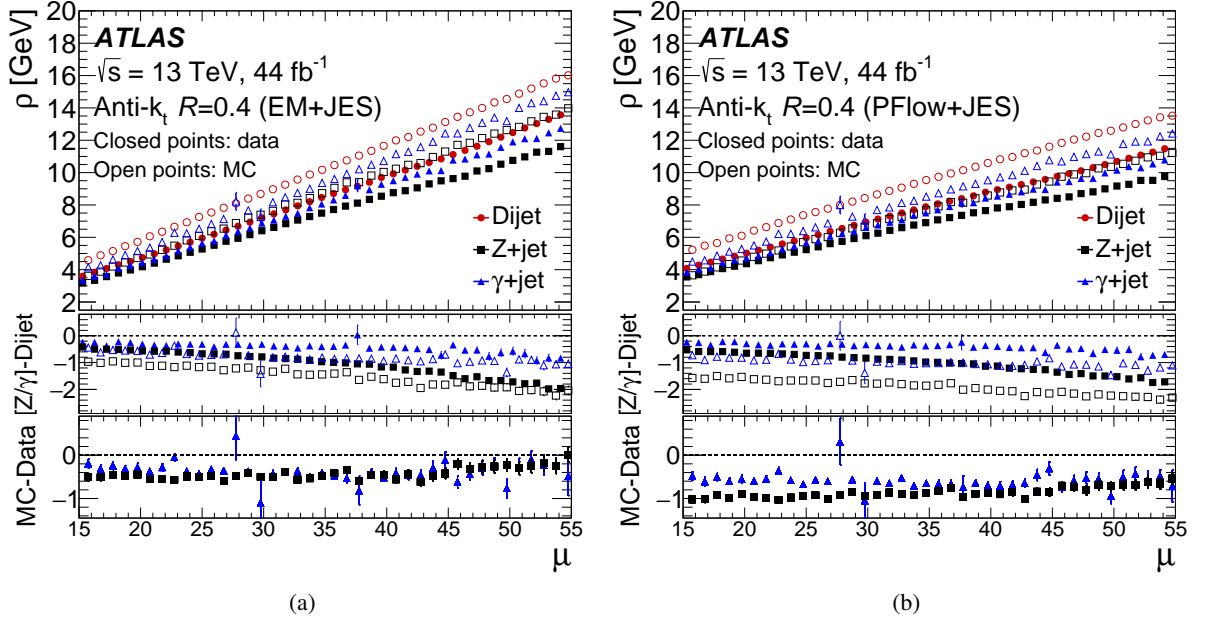 ρ [GeV]
20
18
16
14
12
10
8
6
4
2
ATLAS
√s = 13 TeV, 44 fb⁻¹
Anti-kₜ R=0.4 (EM+JES)
Closed points: data
Open points: MC
Dijet
Z+jet
γ+jet
[Z/γ]-Dijet
0
−1
−2
MC-Data
0
−1
15 20 25 30 35 40 45 50 55
μ
(a)
ρ [GeV]
20
18
16
14
12
10
8
6
4
2
ATLAS
√s = 13 TeV, 44 fb⁻¹
Anti-kₜ R=0.4 (PFlow+JES)
Closed points: data
Open points: MC
Dijet
Z+jet
γ+jet
[Z/γ]-Dijet
0
−1
−2
MC-Data
0
−1
15 20 25 30 35 40 45 50 55
μ
(b)